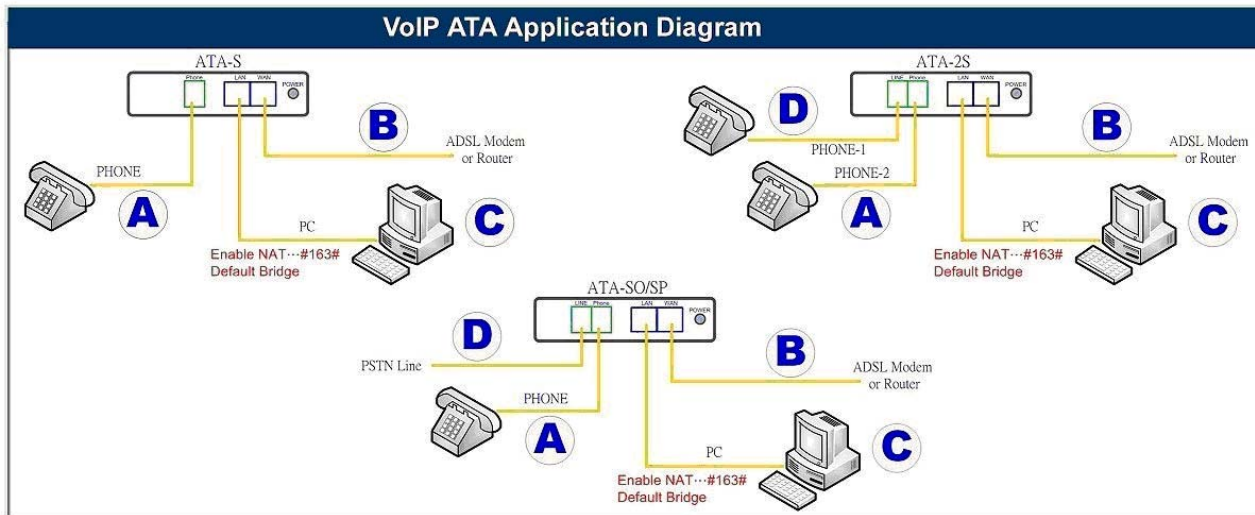 VoIP ATA Application Diagram
ATA-S
Phone LAN WAN POWER
B
ADSL Modem
or Router
PHONE
A
PC
C
Enable NAT···#163#
Default Bridge
ATA-2S
LINE Phone LAN WAN POWER
D
PHONE-1
B
ADSL Modem
or Router
PHONE-2
A
PC
C
Enable NAT···#163#
Default Bridge
ATA-SO/SP
LINE Phone LAN WAN POWER
D
PSTN Line
B
ADSL Modem
or Router
PHONE
A
PC
C
Enable NAT···#163#
Default Bridge